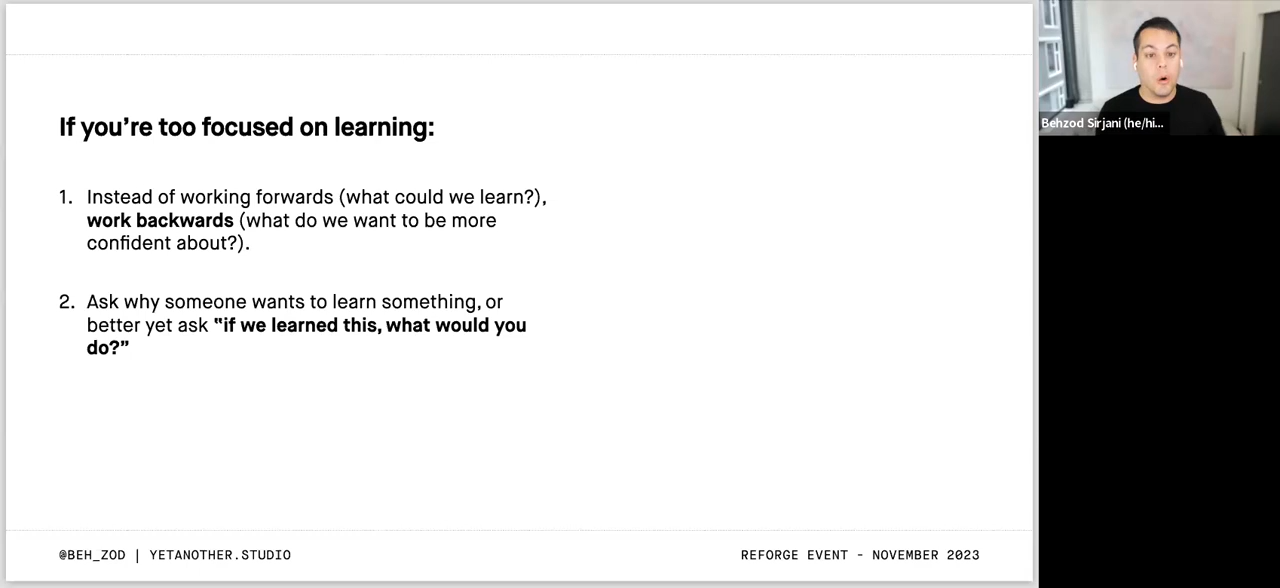 If you’re too focused on learning:
1. Instead of working forwards (what could we learn?),
work backwards (what do we want to be more
confident about?).
2. Ask why someone wants to learn something, or
better yet ask "if we learned this, what would you
do?”
@BEH_ZOD | YETANOTHER.STUDIO
REFORGE EVENT - NOVEMBER 2023
Behzod Sirjani (he/hi...